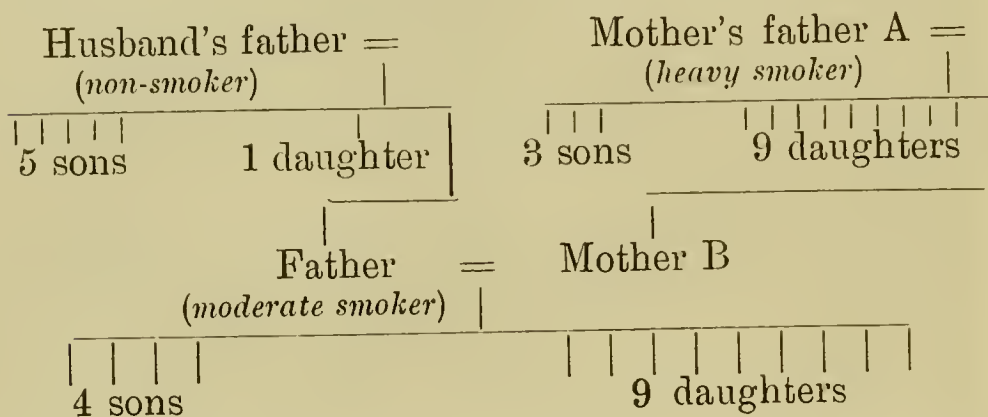 Husband's father = Mother's father A =
(non-smoker) (heavy smoker)
5 sons 1 daughter 3 sons 9 daughters
Father = Mother B
(moderate smoker)
4 sons 9 daughters